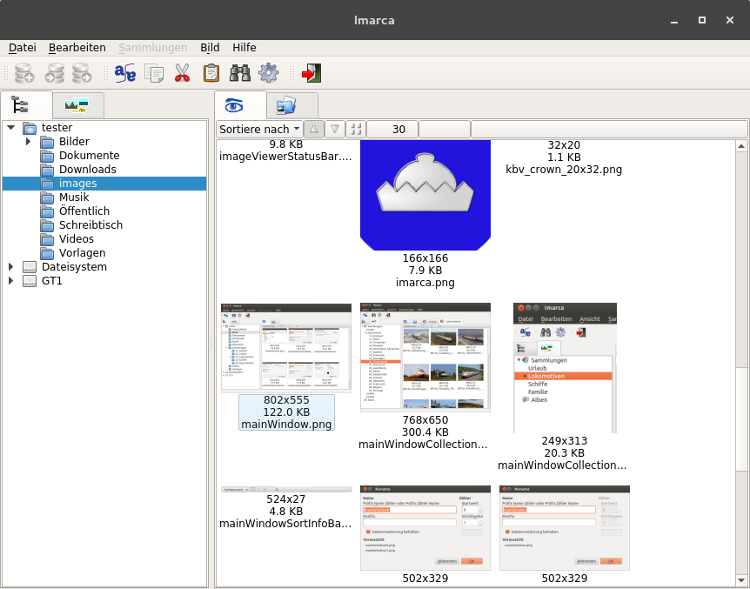 Imarca
Datei Bearbeiten Sammlungen Bild Hilfe
Sortiere nach 30
tester
Bilder
Dokumente
Downloads
images
Musik
Öffentlich
Schreibtisch
Videos
Vorlagen
Dateisystem
GT1
9.8 KB
imageViewerStatusBar....
32x20
1.1 KB
kbv_crown_20x32.png
166x166
7.9 KB
imarca.png
802x555
122.0 KB
mainWindow.png
768x650
300.4 KB
mainWindowCollection...
Imarca
Datei Bearbeiten Ansicht
Sammlungen
Urlaub
Lokomotiven
Schiffe
Familie
Alben
249x313
20.3 KB
mainWindowCollection...
524x27
4.8 KB
mainWindowSortInfoBa...
502x329
502x329